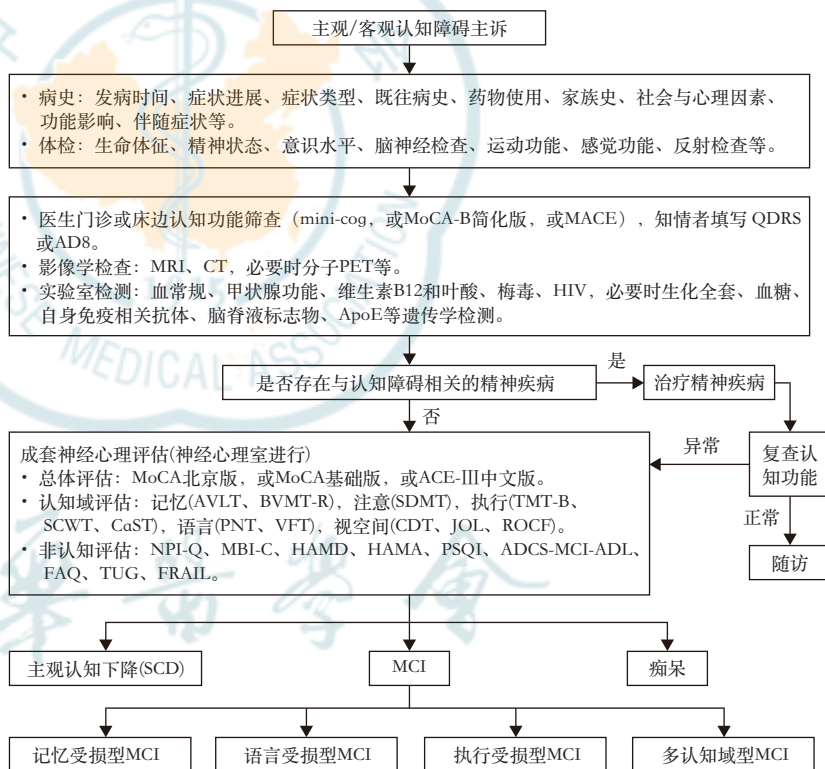 主观/客观认知障碍主诉
• 病史：发病时间、症状进展、症状类型、既往病史、药物使用、家族史、社会与心理因素、
功能影响、伴随症状等。
• 体检：生命体征、精神状态、意识水平、脑神经检查、运动功能、感觉功能、反射检查等。
• 医生门诊或床边认知功能筛查（mini-cog，或MoCA-B简化版，或MACE），知情者填写 QDRS
或AD8。
• 影像学检查：MRI、CT，必要时分子PET等。
• 实验室检测：血常规、甲状腺功能、维生素B12和叶酸、梅毒、HIV，必要时生化全套、血糖、
自身免疫相关抗体、脑脊液标志物、ApoE等遗传学检测。
是否存在与认知障碍相关的精神疾病
是
治疗精神疾病
否
成套神经心理评估(神经心理室进行)
• 总体评估：MoCA北京版，或MoCA基础版，或ACE-III中文版。
• 认知域评估：记忆(AVLT、BVMT-R)，注意(SDMT)，执行(TMT-B、
SCWT、CaST)，语言(PNT、VFT)，视空间(CDT、JOL、ROCF)。
• 非认知评估：NPI-Q、MBI-C、HAMD、HAMA、PSQI、ADCS-MCI-ADL、
FAQ、TUG、FRAIL。
异常
复查认
知功能
正常
随访
主观认知下降(SCD)
MCI
痴呆
记忆受损型MCI
语言受损型MCI
执行受损型MCI
多认知域型MCI
MEDICAL ASSOCIATION